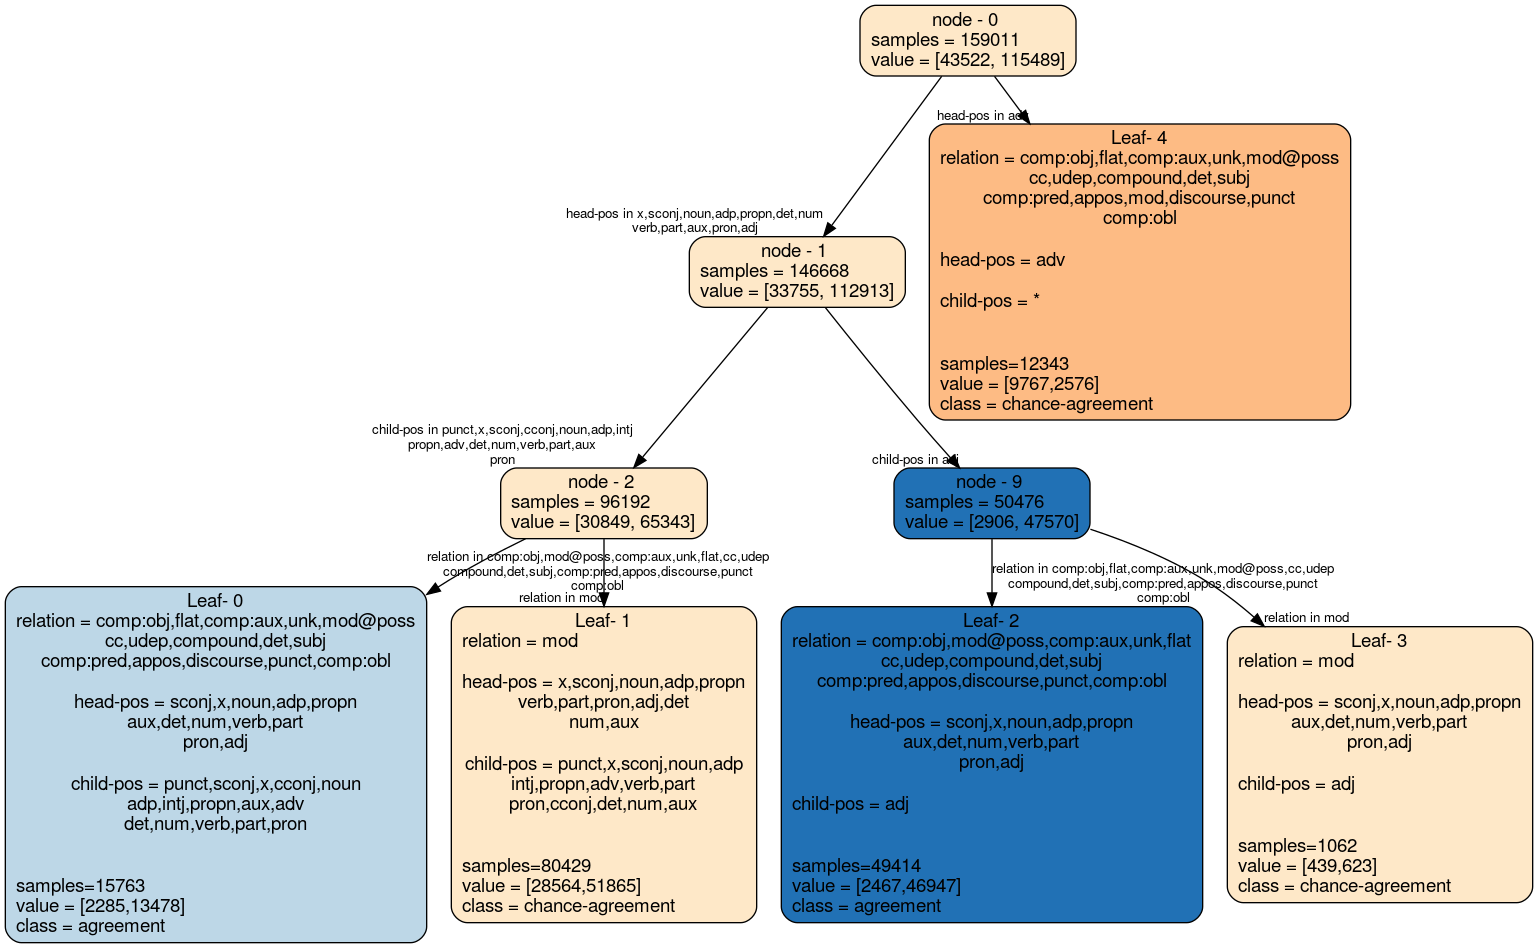 node - 0
samples = 159011
value = [43522, 115489]
head-pos in adv
Leaf- 4
relation = comp:obj,flat,comp:aux,unk,mod@poss
cc,udep,compound,det,subj
comp:pred,appos,mod,discourse,punct
comp:obl
head-pos = adv
child-pos = *
samples=12343
value = [9767,2576]
class = chance-agreement
head-pos in x,sconj,noun,adp,propn,det,num
verb,part,aux,pron,adj
node - 1
samples = 146668
value = [33755, 112913]
child-pos in punct,x,sconj,cconj,noun,adp,intj
propn,adv,det,num,verb,part,aux
pron
node - 2
samples = 96192
value = [30849, 65343]
child-pos in adj
node - 9
samples = 50476
value = [2906, 47570]
relation in comp:obj,mod@poss,comp:aux,unk,flat,cc,udep
compound,det,subj,comp:pred,appos,discourse,punct
comp:obl
relation in mod
relation in comp:obj,flat,comp:aux,unk,mod@poss,cc,udep
compound,det,subj,comp:pred,appos,discourse,punct
comp:obl
relation in mod
Leaf- 0
relation = comp:obj,flat,comp:aux,unk,mod@poss
cc,udep,compound,det,subj
comp:pred,appos,discourse,punct,comp:obl
head-pos = sconj,x,noun,adp,propn
aux,det,num,verb,part
pron,adj
child-pos = punct,sconj,x,cconj,noun
adp,intj,propn,aux,adv
det,num,verb,part,pron
samples=15763
value = [2285,13478]
class = agreement
Leaf- 1
relation = mod
head-pos = x,sconj,noun,adp,propn
verb,part,pron,adj,det
num,aux
child-pos = punct,x,sconj,noun,adp
intj,propn,adv,verb,part
pron,cconj,det,num,aux
samples=80429
value = [28564,51865]
class = chance-agreement
Leaf- 2
relation = comp:obj,mod@poss,comp:aux,unk,flat
cc,udep,compound,det,subj
comp:pred,appos,discourse,punct,comp:obl
head-pos = sconj,x,noun,adp,propn
aux,det,num,verb,part
pron,adj
child-pos = adj
samples=49414
value = [2467,46947]
class = agreement
Leaf- 3
relation = mod
head-pos = sconj,x,noun,adp,propn
aux,det,num,verb,part
pron,adj
child-pos = adj
samples=1062
value = [439,623]
class = chance-agreement